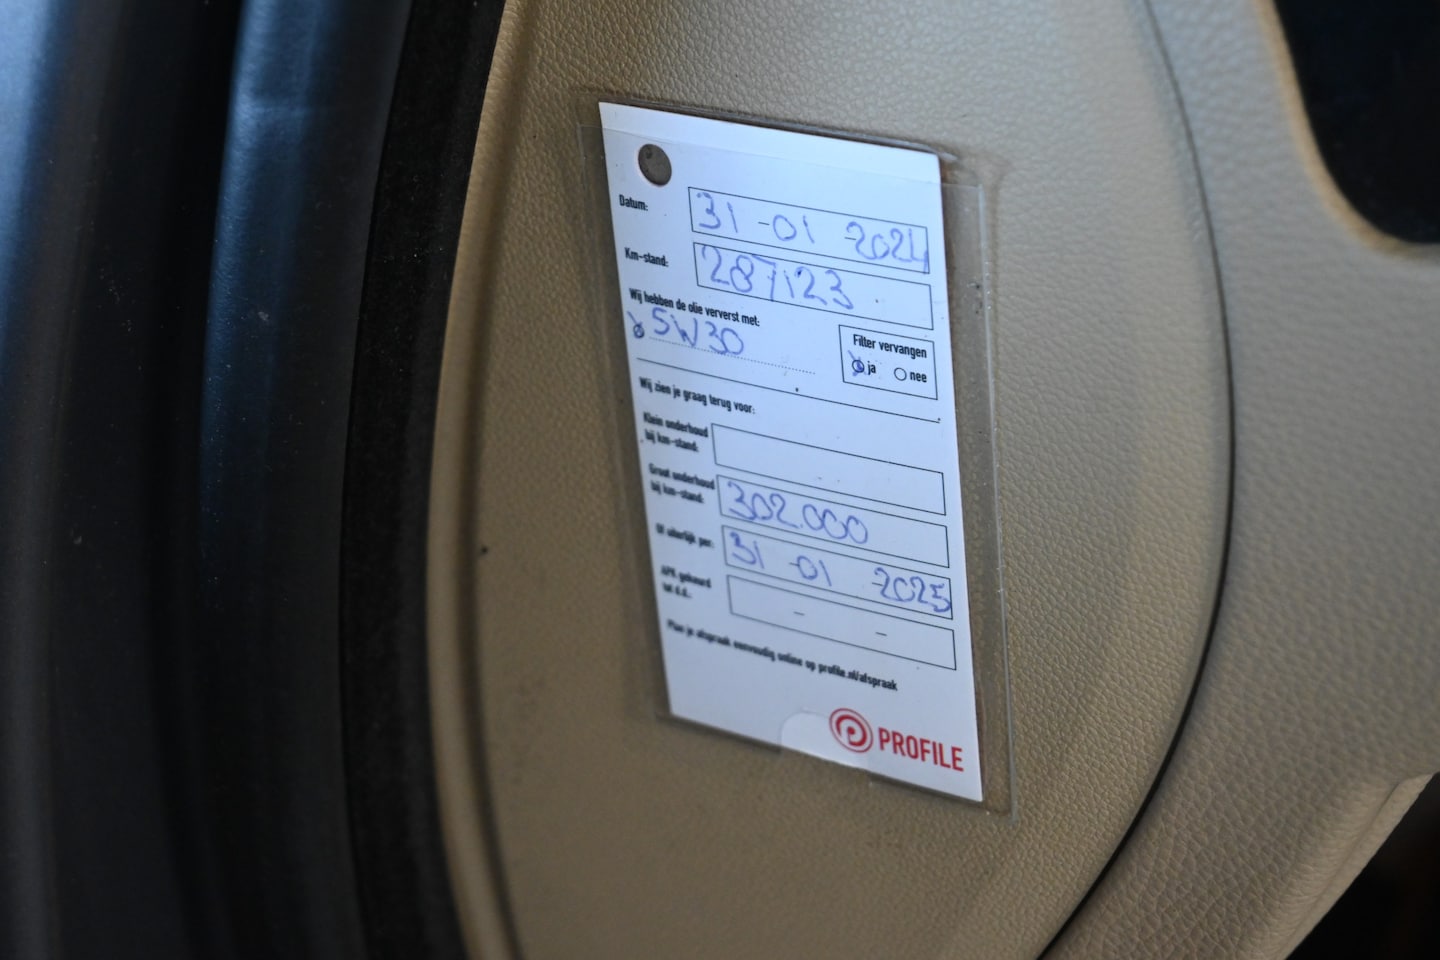 Datum: 31 - 01 2024
Km-stand: 287123
Wij hebben de olie ververst met:
5W30
Filter vervangen
ja nee
Wij zien je graag terug voor:
Klein onderhoud
bij km-stand:
Groot onderhoud
bij km-stand: 302.000
Of uiterlijk per: 31 - 01 2025
APK gekeurd
tot d.d.: - -
Plan je afspraak eenvoudig online op profile.nl/afspraak
PROFILE